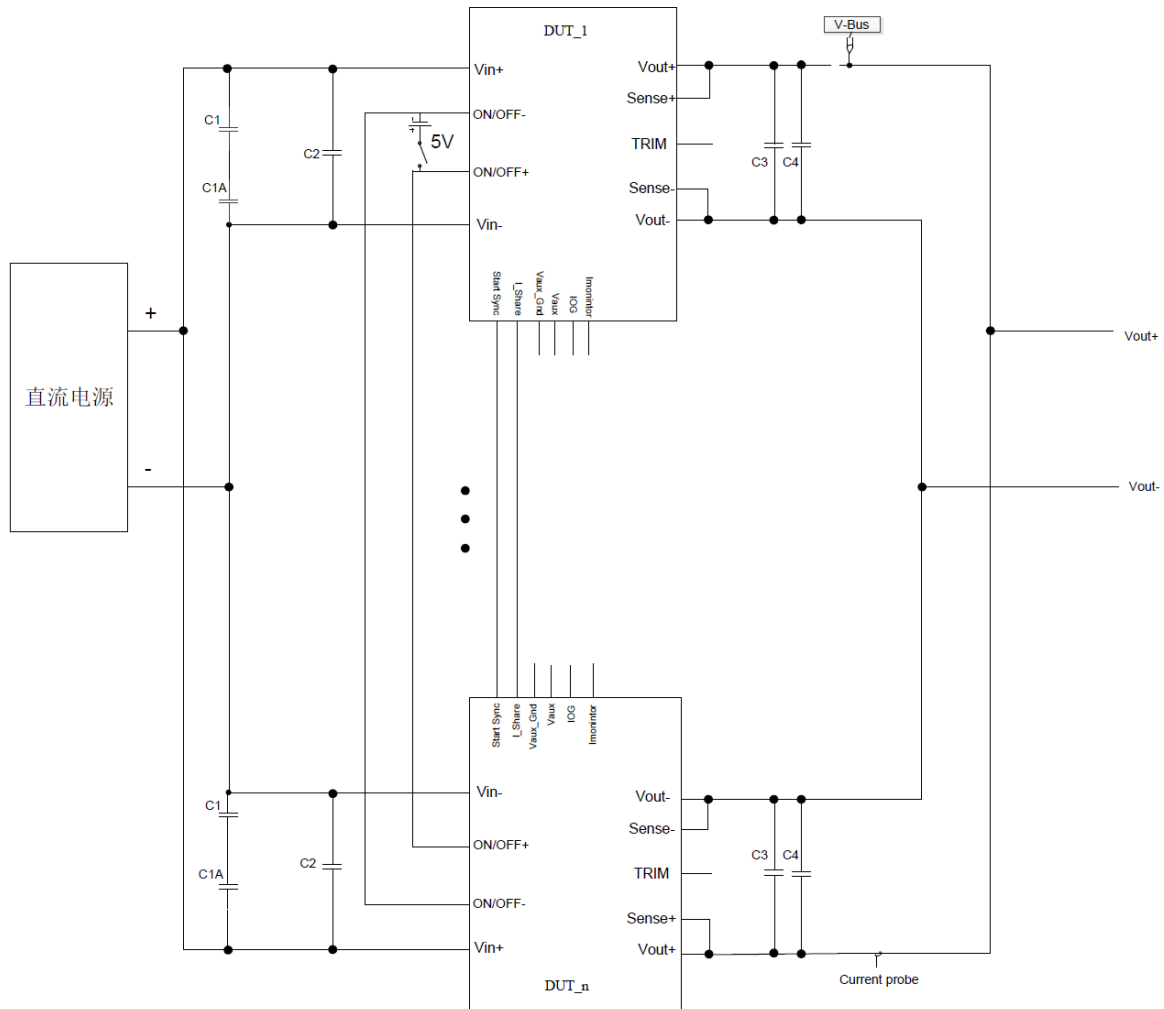 DUT_1
V-Bus
Vin+
Vout+
C1
ON/OFF-
Sense+
5V
C2
TRIM
C3
C4
C1A
ON/OFF+
Sense-
Vin-
Vout-
Start Sync
I_Share
Vaux_Gnd
Vaux
IOG
Imonintor
+
Vout+
直流电源
-
Vout-
Start Sync
I_Share
Vaux_Gnd
Vaux
IOG
Imonintor
Vin-
Vout-
C1
Sense-
ON/OFF+
C2
C3
C4
C1A
TRIM
ON/OFF-
Sense+
Vin+
Vout+
Current probe
DUT_n